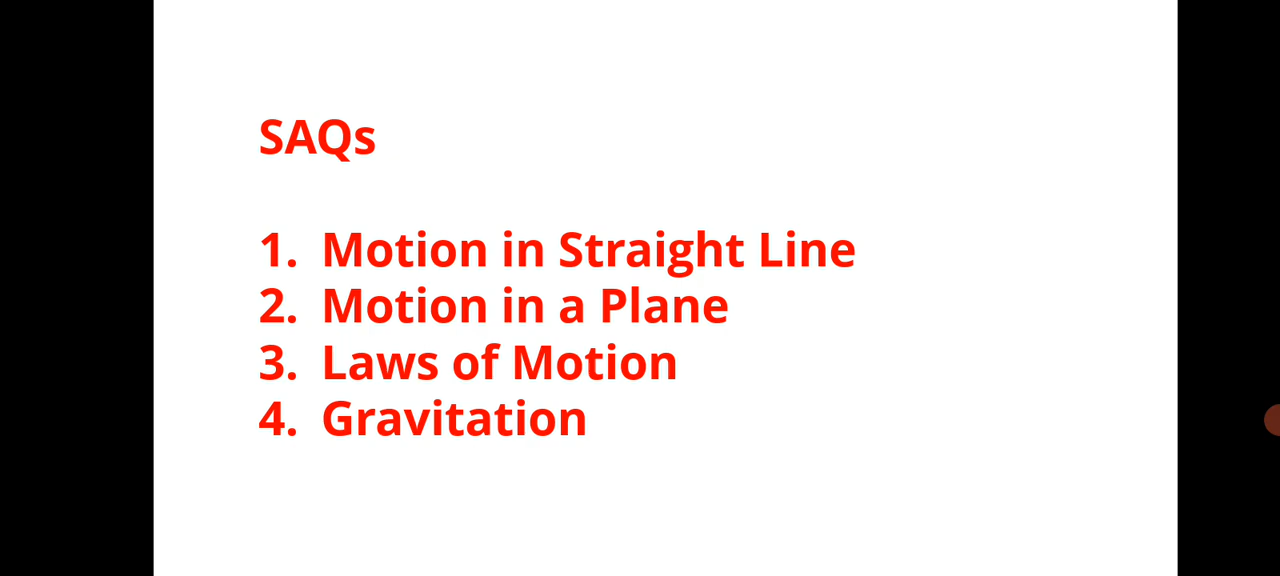 SAQs
1. Motion in Straight Line
2. Motion in a Plane
3. Laws of Motion
4. Gravitation